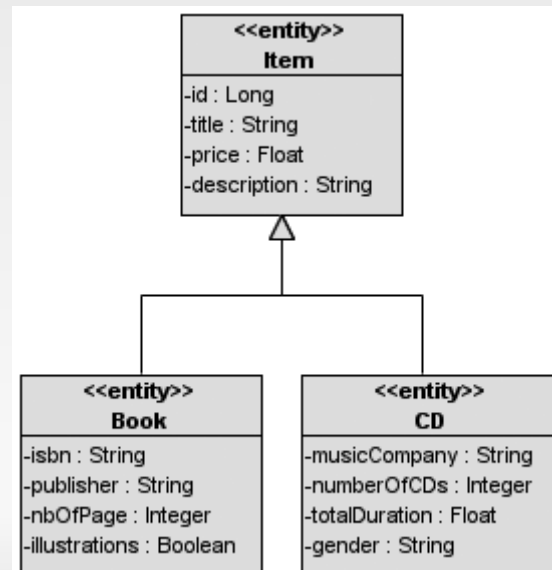 <<entity>>
Item
-id : Long
-title : String
-price : Float
-description : String
<<entity>>
Book
-isbn : String
-publisher : String
-nbOfPage : Integer
-illustrations : Boolean
<<entity>>
CD
-musicCompany : String
-numberOfCDs : Integer
-totalDuration : Float
-gender : String